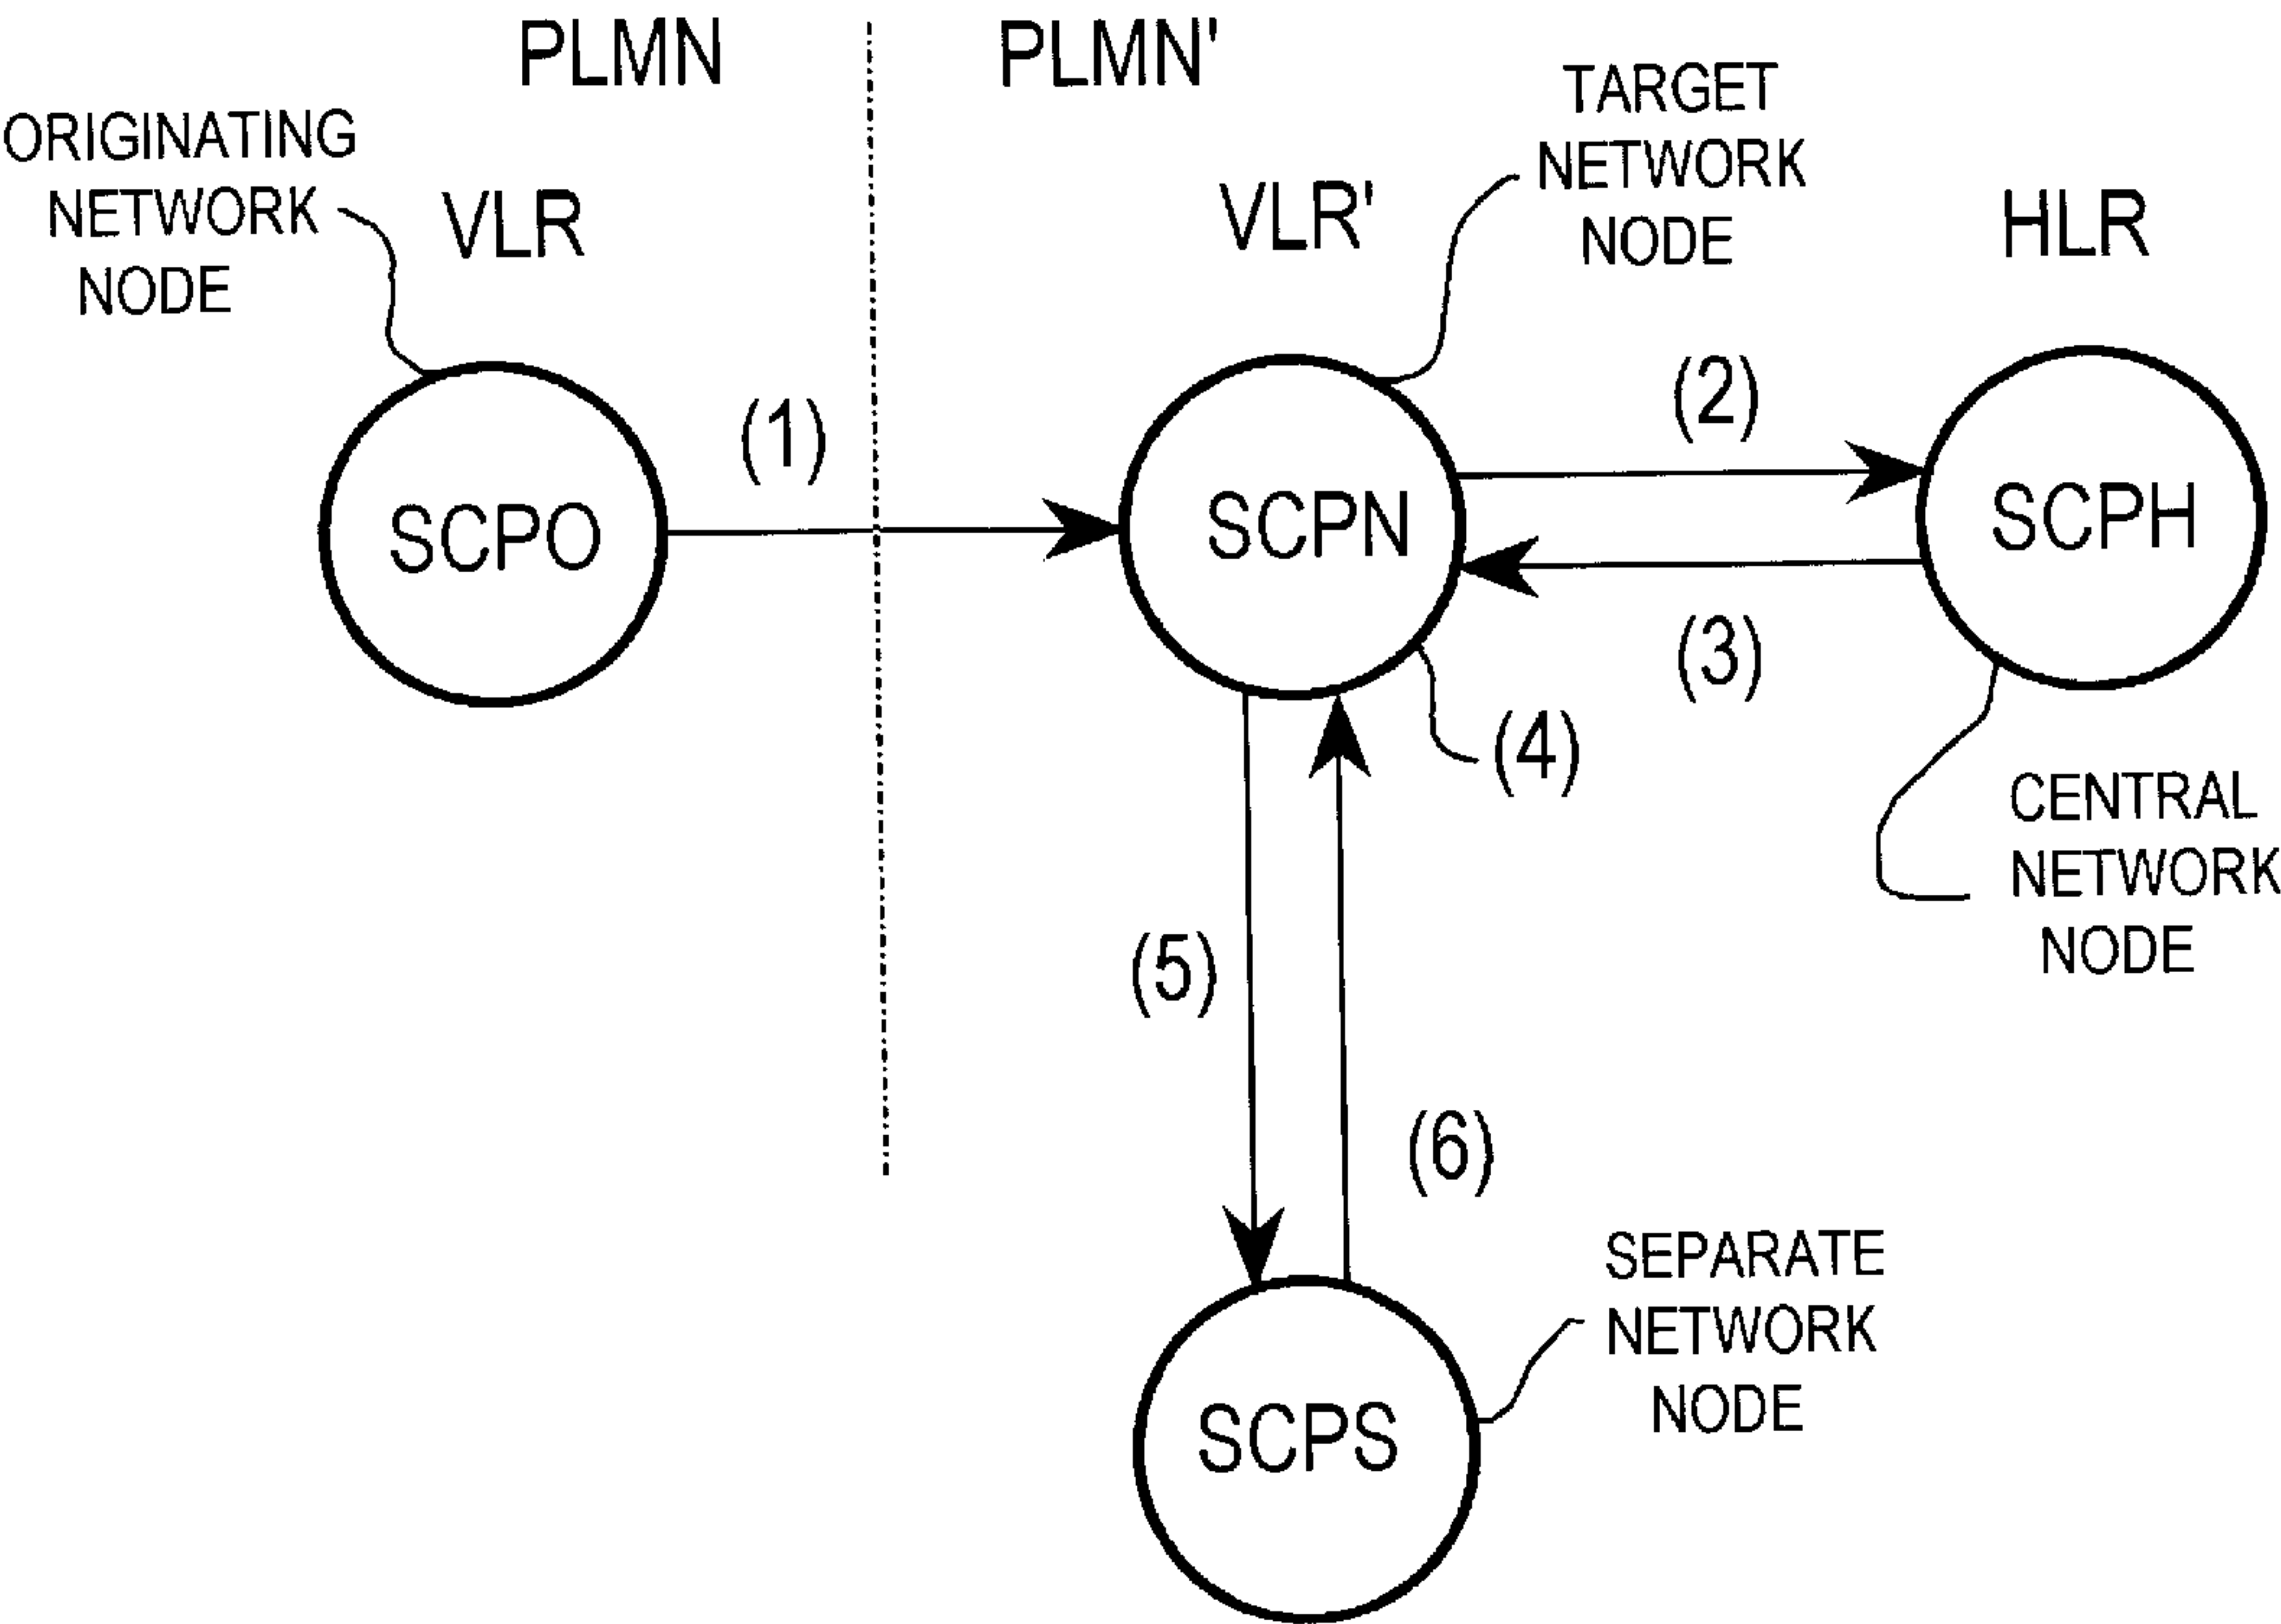 PLMN
PLMN'
ORIGINATING
NETWORK
NODE
VLR
VLR'
TARGET
NETWORK
NODE
HLR
SCPO
(1)
SCPN
(2)
(3)
SCPH
(4)
CENTRAL
NETWORK
NODE
(5)
(6)
SEPARATE
NETWORK
NODE
SCPS